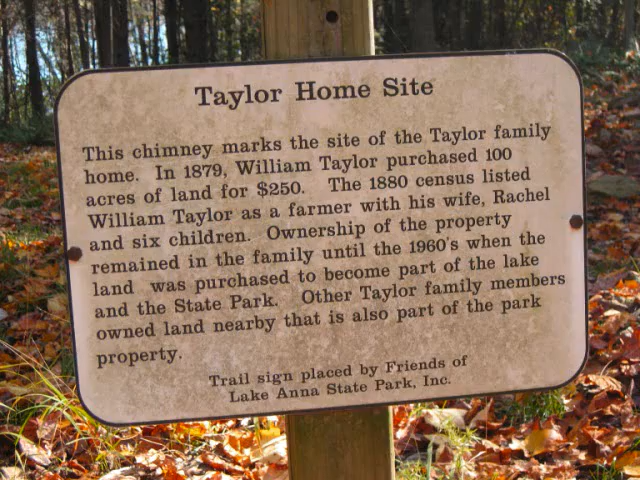 Taylor Home Site
This chimney marks the site of the Taylor family
home. In 1879, William Taylor purchased 100
acres of land for $250. The 1880 census listed
William Taylor as a farmer with his wife, Rachel
and six children. Ownership of the property
remained in the family until the 1960's when the
land was purchased to become part of the lake
and the State Park. Other Taylor family members
owned land nearby that is also part of the park
property.
Trail sign placed by Friends of
Lake Anna State Park, Inc.